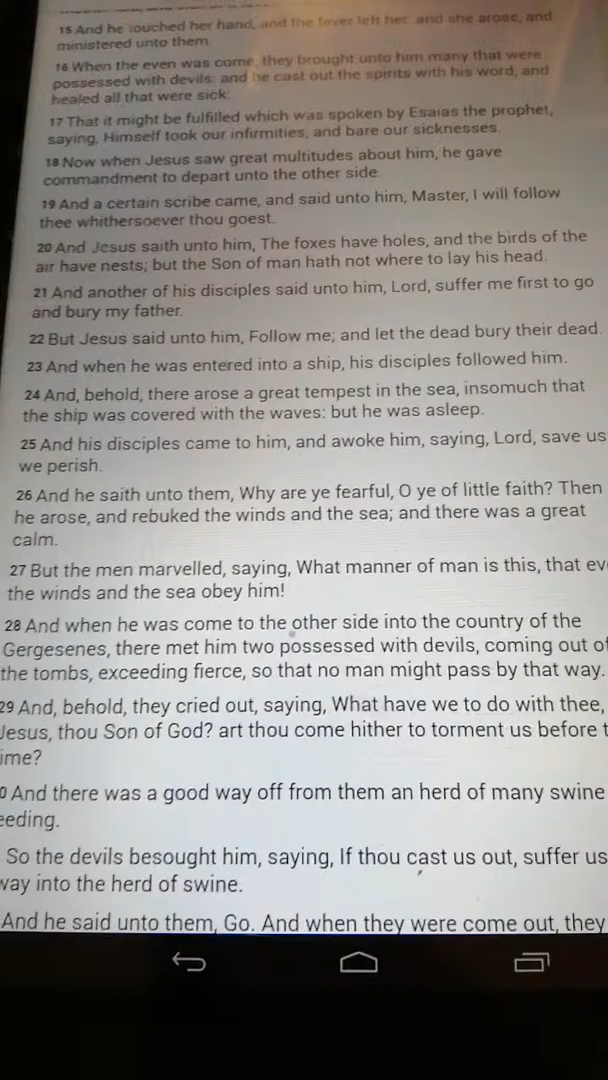 15 And he touched her hand, and the fever left her: and she arose, and
ministered unto them.
16 When the even was come, they brought unto him many that were
possessed with devils: and he cast out the spirits with his word, and
healed all that were sick:
17 That it might be fulfilled which was spoken by Esaias the prophet,
saying, Himself took our infirmities, and bare our sicknesses.
18 Now when Jesus saw great multitudes about him, he gave
commandment to depart unto the other side.
19 And a certain scribe came, and said unto him, Master, I will follow
thee whithersoever thou goest.
20 And Jesus saith unto him, The foxes have holes, and the birds of the
air have nests; but the Son of man hath not where to lay his head.
21 And another of his disciples said unto him, Lord, suffer me first to go
and bury my father.
22 But Jesus said unto him, Follow me; and let the dead bury their dead.
23 And when he was entered into a ship, his disciples followed him.
24 And, behold, there arose a great tempest in the sea, insomuch that
the ship was covered with the waves: but he was asleep.
25 And his disciples came to him, and awoke him, saying, Lord, save us
we perish.
26 And he saith unto them, Why are ye fearful, O ye of little faith? Then
he arose, and rebuked the winds and the sea; and there was a great
calm.
27 But the men marvelled, saying, What manner of man is this, that ev
the winds and the sea obey him!
28 And when he was come to the other side into the country of the
Gergesenes, there met him two possessed with devils, coming out of
the tombs, exceeding fierce, so that no man might pass by that way.
29 And, behold, they cried out, saying, What have we to do with thee,
Jesus, thou Son of God? art thou come hither to torment us before t
ime?
0 And there was a good way off from them an herd of many swine
eeding.
So the devils besought him, saying, If thou cast us out, suffer us
way into the herd of swine.
And he said unto them, Go. And when they were come out, they